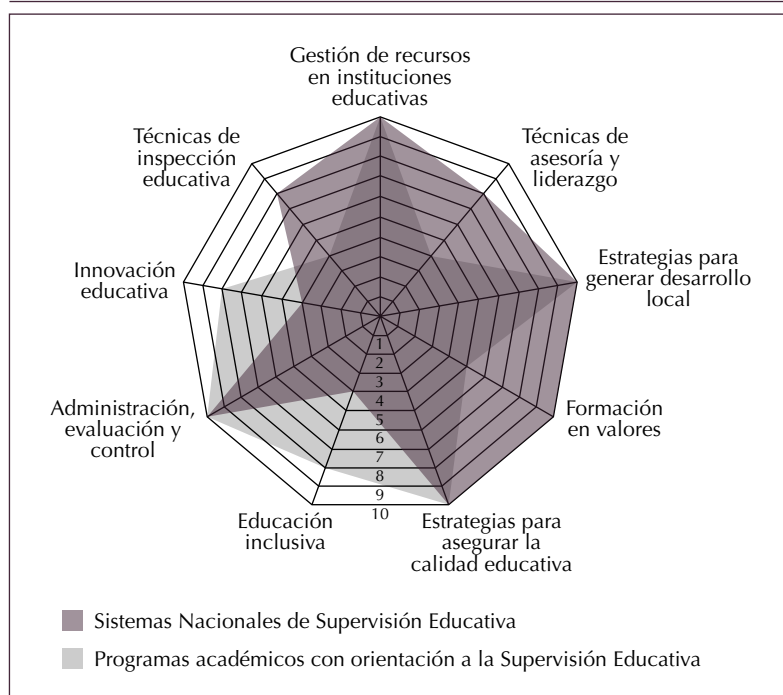 Gestión de recursos
en instituciones
educativas
Técnicas de
inspección
educativa
Técnicas de
asesoría y
liderazgo
Innovación
educativa
Estrategias para
generar desarrollo
local
1
2
3
4
5
6
7
8
9
10
Administración,
evaluación y
control
Formación
en valores
Educación
inclusiva
Estrategias para
asegurar la
calidad educativa
Sistemas Nacionales de Supervisión Educativa
Programas académicos con orientación a la Supervisión Educativa